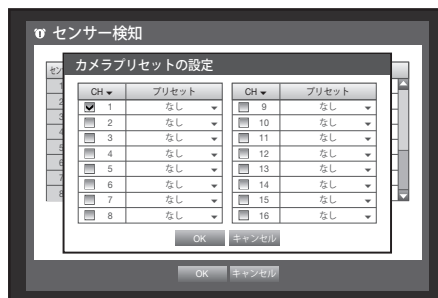 センサー検知
セン
カメラプリセットの設定
CH プリセット CH プリセット
1 なし 9 なし
2 なし 10 なし
3 なし 11 なし
4 なし 12 なし
5 なし 13 なし
6 なし 14 なし
7 なし 15 なし
8 なし 16 なし
OK キャンセル
OK キャンセル